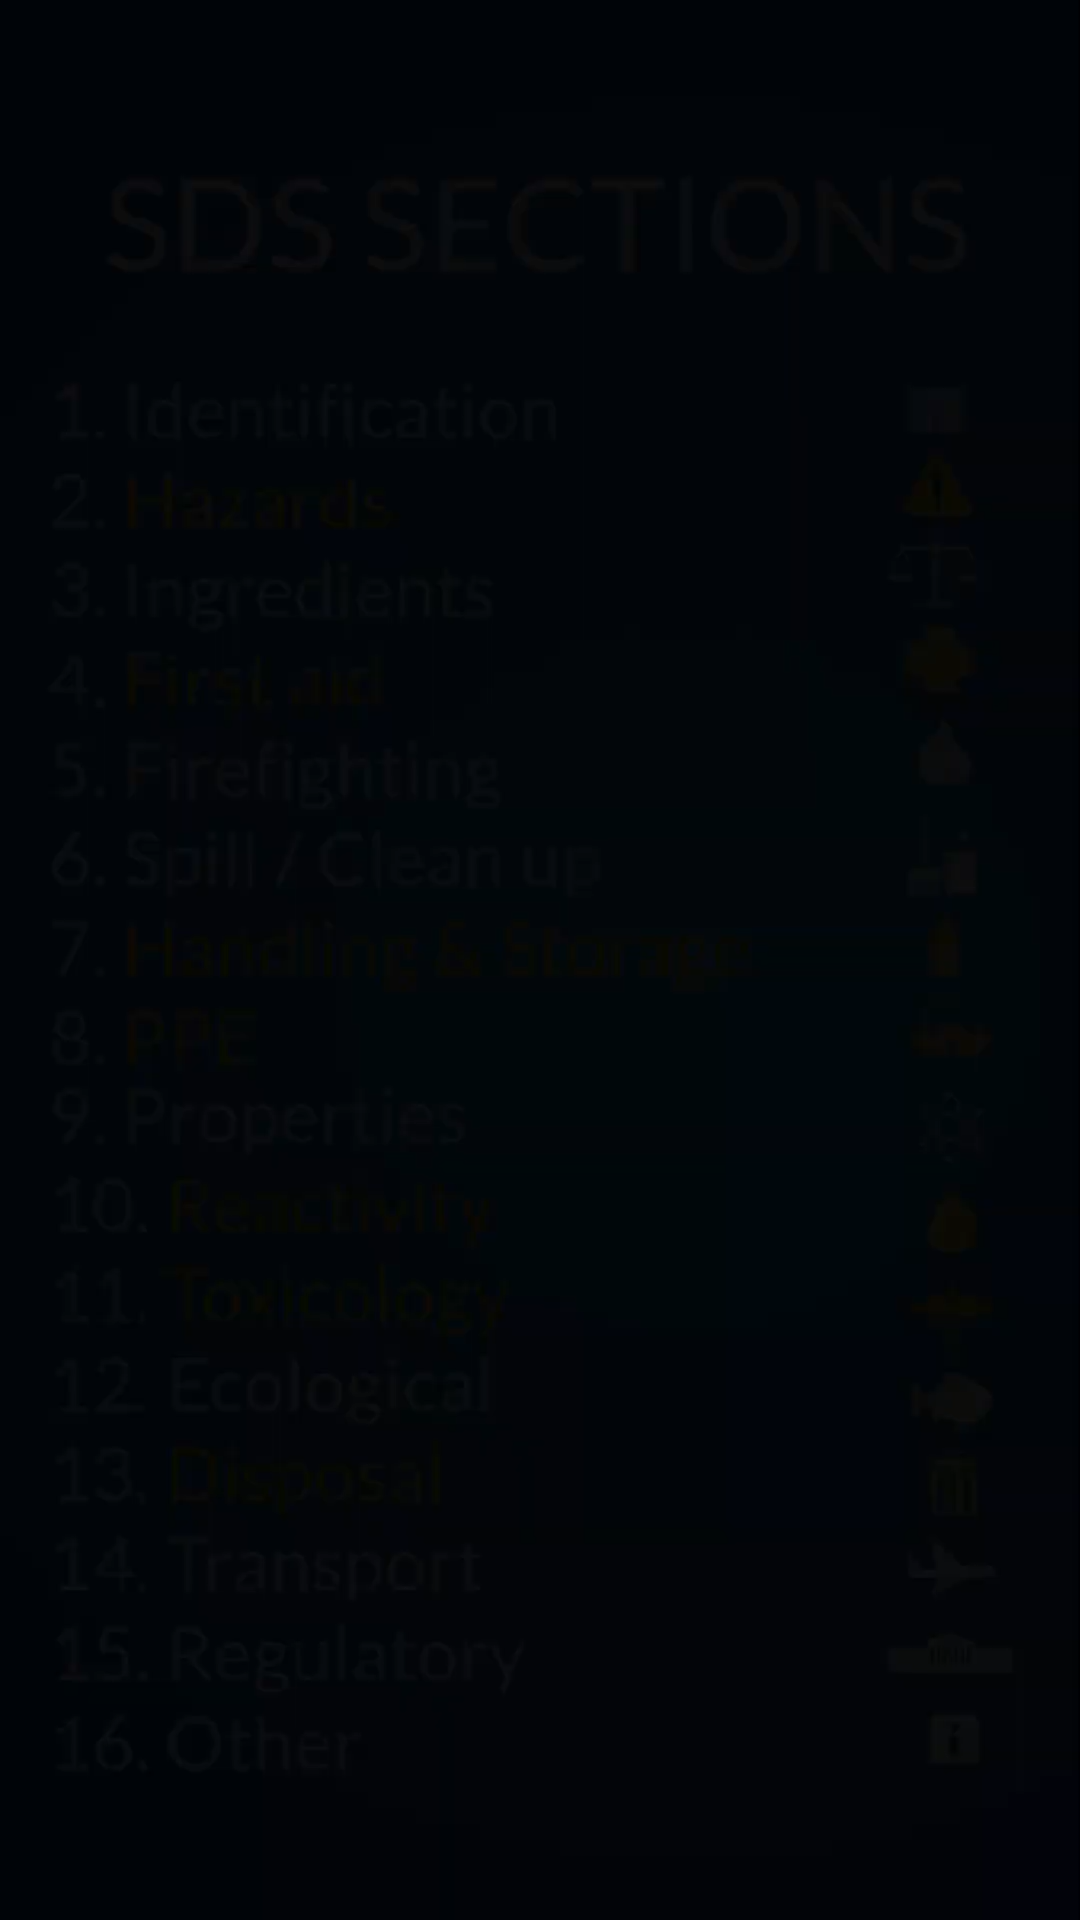 SDS SECTIONS
1. Identification
2. Hazards
3. Ingredients
4. First aid
5. Firefighting
6. Spill / Clean up
7. Handling & Storage
8. PPE
9. Properties
10. Reactivity
11. Toxicology
12. Ecological
13. Disposal
14. Transport
15. Regulatory
16. Other